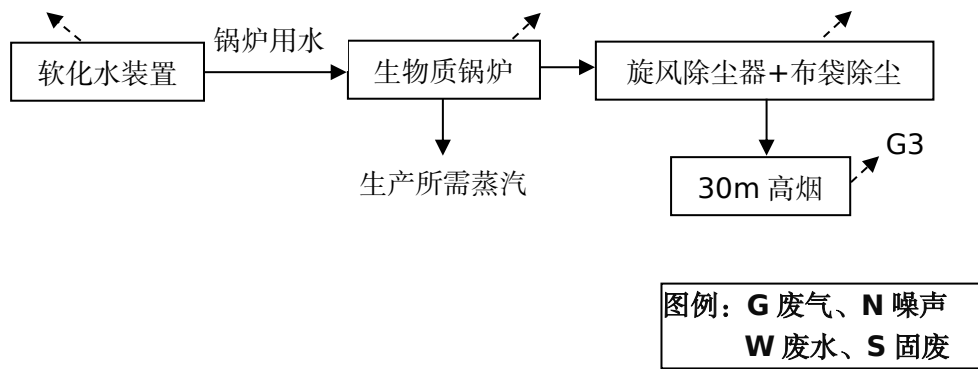 锅炉用水
软化水装置
生物质锅炉
旋风除尘器+布袋除尘
G3
生产所需蒸汽
30m 高烟
图例：G 废气、N 噪声
W 废水、S 固废